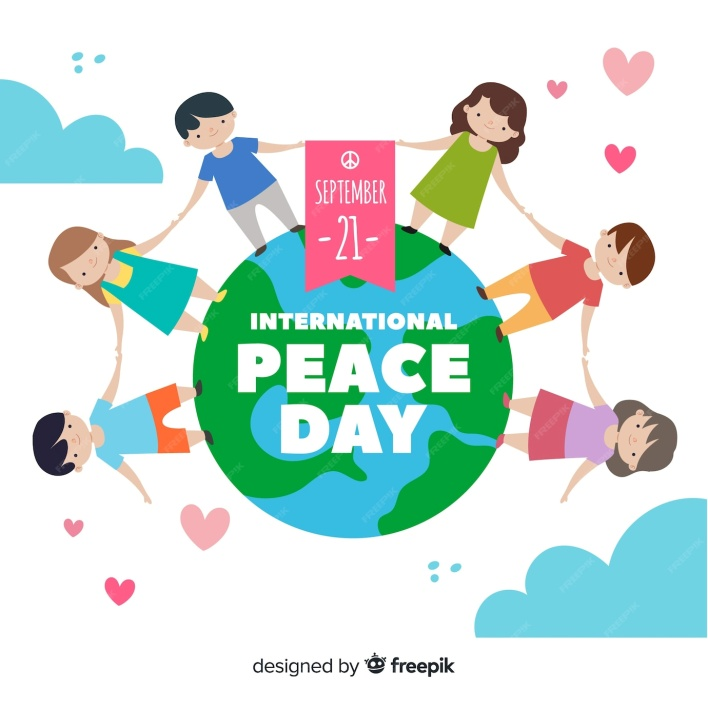 SEPTEMBER
-21-
INTERNATIONAL
PEACE
DAY
designed by freepik